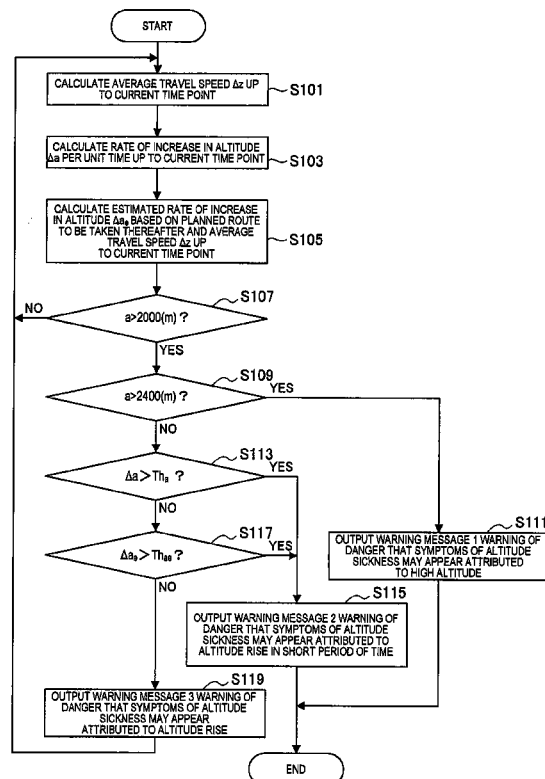 START
CALCULATE AVERAGE TRAVEL SPEED Δz UP
TO CURRENT TIME POINT
S101
CALCULATE RATE OF INCREASE IN ALTITUDE
Δa PER UNIT TIME UP TO CURRENT TIME POINT
S103
CALCULATE ESTIMATED RATE OF INCREASE
IN ALTITUDE Δae BASED ON PLANNED ROUTE
TO BE TAKEN THEREAFTER AND AVERAGE
TRAVEL SPEED Δz UP
TO CURRENT TIME POINT
S105
S107
NO
a>2000(m) ?
YES
S109
a>2400(m) ?
YES
NO
S113
Δa>Tha ?
YES
NO
S117
Δae>Thae ?
YES
NO
S111
OUTPUT WARNING MESSAGE 1 WARNING OF
DANGER THAT SYMPTOMS OF ALTITUDE
SICKNESS MAY APPEAR ATTRIBUTED
TO HIGH ALTITUDE
S115
OUTPUT WARNING MESSAGE 2 WARNING OF
DANGER THAT SYMPTOMS OF ALTITUDE
SICKNESS MAY APPEAR ATTRIBUTED TO
ALTITUDE RISE IN SHORT PERIOD OF TIME
S119
OUTPUT WARNING MESSAGE 3 WARNING OF
DANGER THAT SYMPTOMS OF ALTITUDE
SICKNESS MAY APPEAR
ATTRIBUTED TO ALTITUDE RISE
END